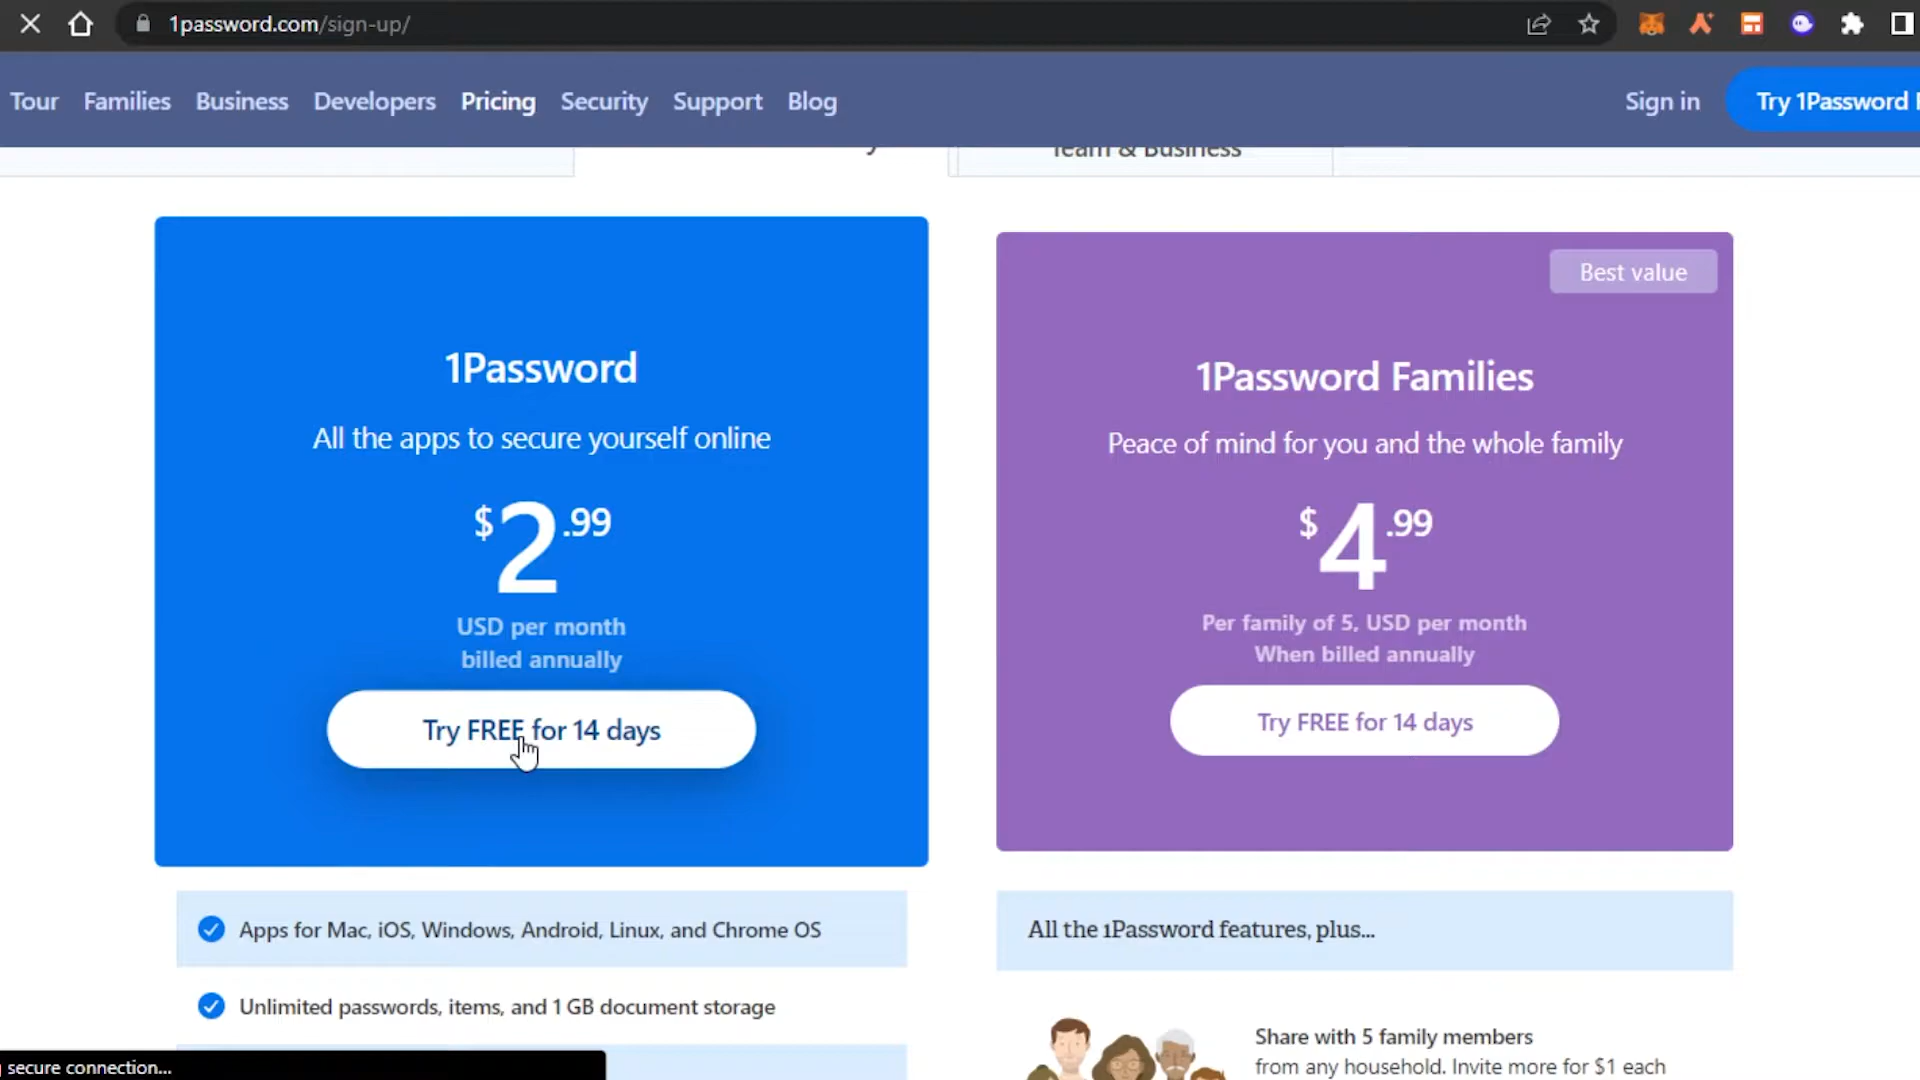 1password.com/sign-up/
Tour Families Business Developers Pricing Security Support Blog Sign in Try 1Password
Team & Business
Best value
1Password
All the apps to secure yourself online
$2.99
USD per month
billed annually
Try FREE for 14 days
1Password Families
Peace of mind for you and the whole family
$4.99
Per family of 5, USD per month
When billed annually
Try FREE for 14 days
Apps for Mac, iOS, Windows, Android, Linux, and Chrome OS
Unlimited passwords, items, and 1 GB document storage
All the 1Password features, plus...
Share with 5 family members
from any household. Invite more for $1 each
secure connection...